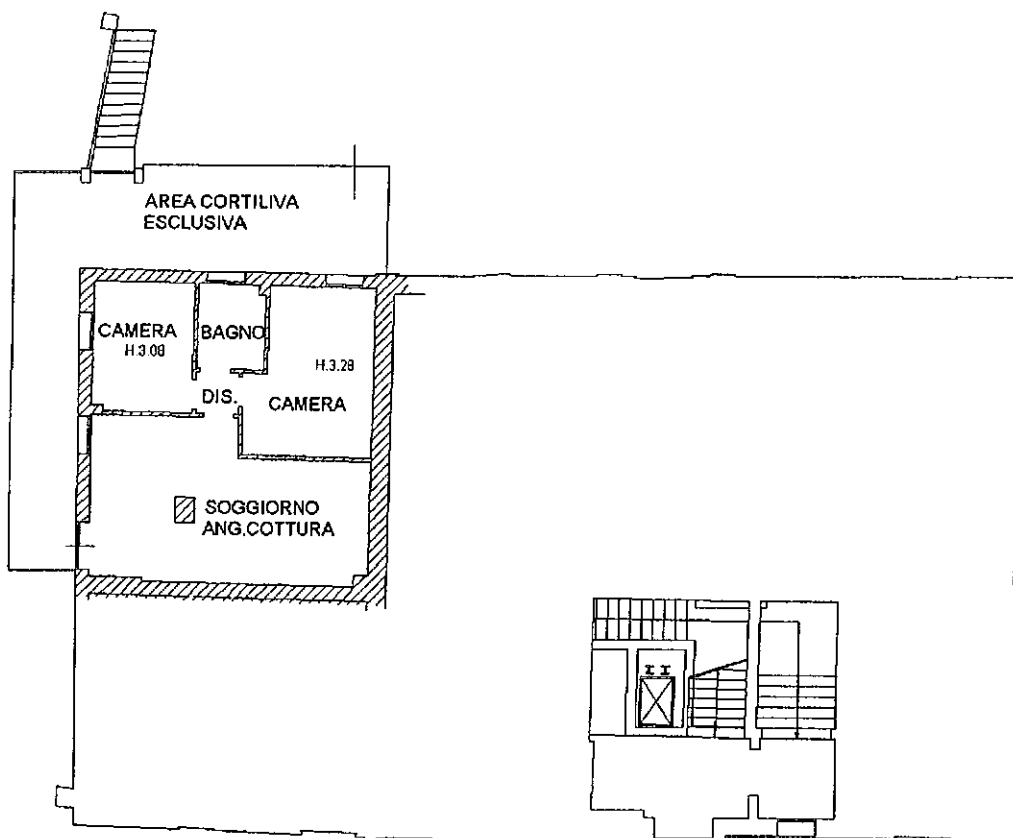 AREA CORTILIVA
ESCLUSIVA
CAMERA
H.3.08
BAGNO
H.3.28
DIS.
CAMERA
SOGGIORNO
ANG.COTTURA